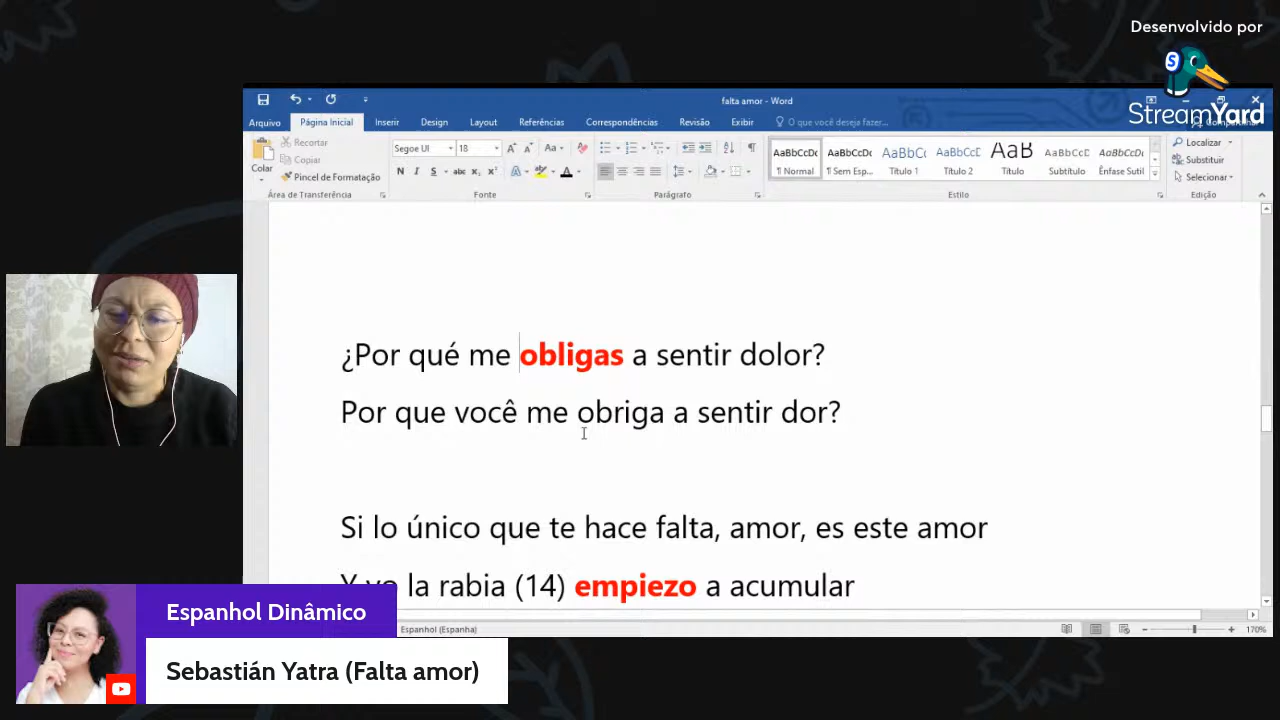 Desenvolvido por
StreamYard
falta amor - Word
Arquivo Página Inicial Inserir Design Layout Referências Correspondências Revisão Exibir O que você deseja fazer...
Colar
Recortar
Copiar
Pincel de Formatação
Área de Transferência
Segoe UI 18
Fonte
Parágrafo
AaBbCcDc AaBbCcDc AaBbCc AaBbCcD AaB AaBbCcD AaBbCcDc
¶ Normal ¶ Sem Esp... Título 1 Título 2 Título Subtítulo Ênfase Sutil
Estilo
Localizar
Substituir
Selecionar
Edição
¿Por qué me obligas a sentir dolor?
Por que você me obriga a sentir dor?
Si lo único que te hace falta, amor, es este amor
Y yo la rabia (14) empiezo a acumular
Espanhol (Espanha)
170%
Espanhol Dinâmico
Sebastián Yatra (Falta amor)